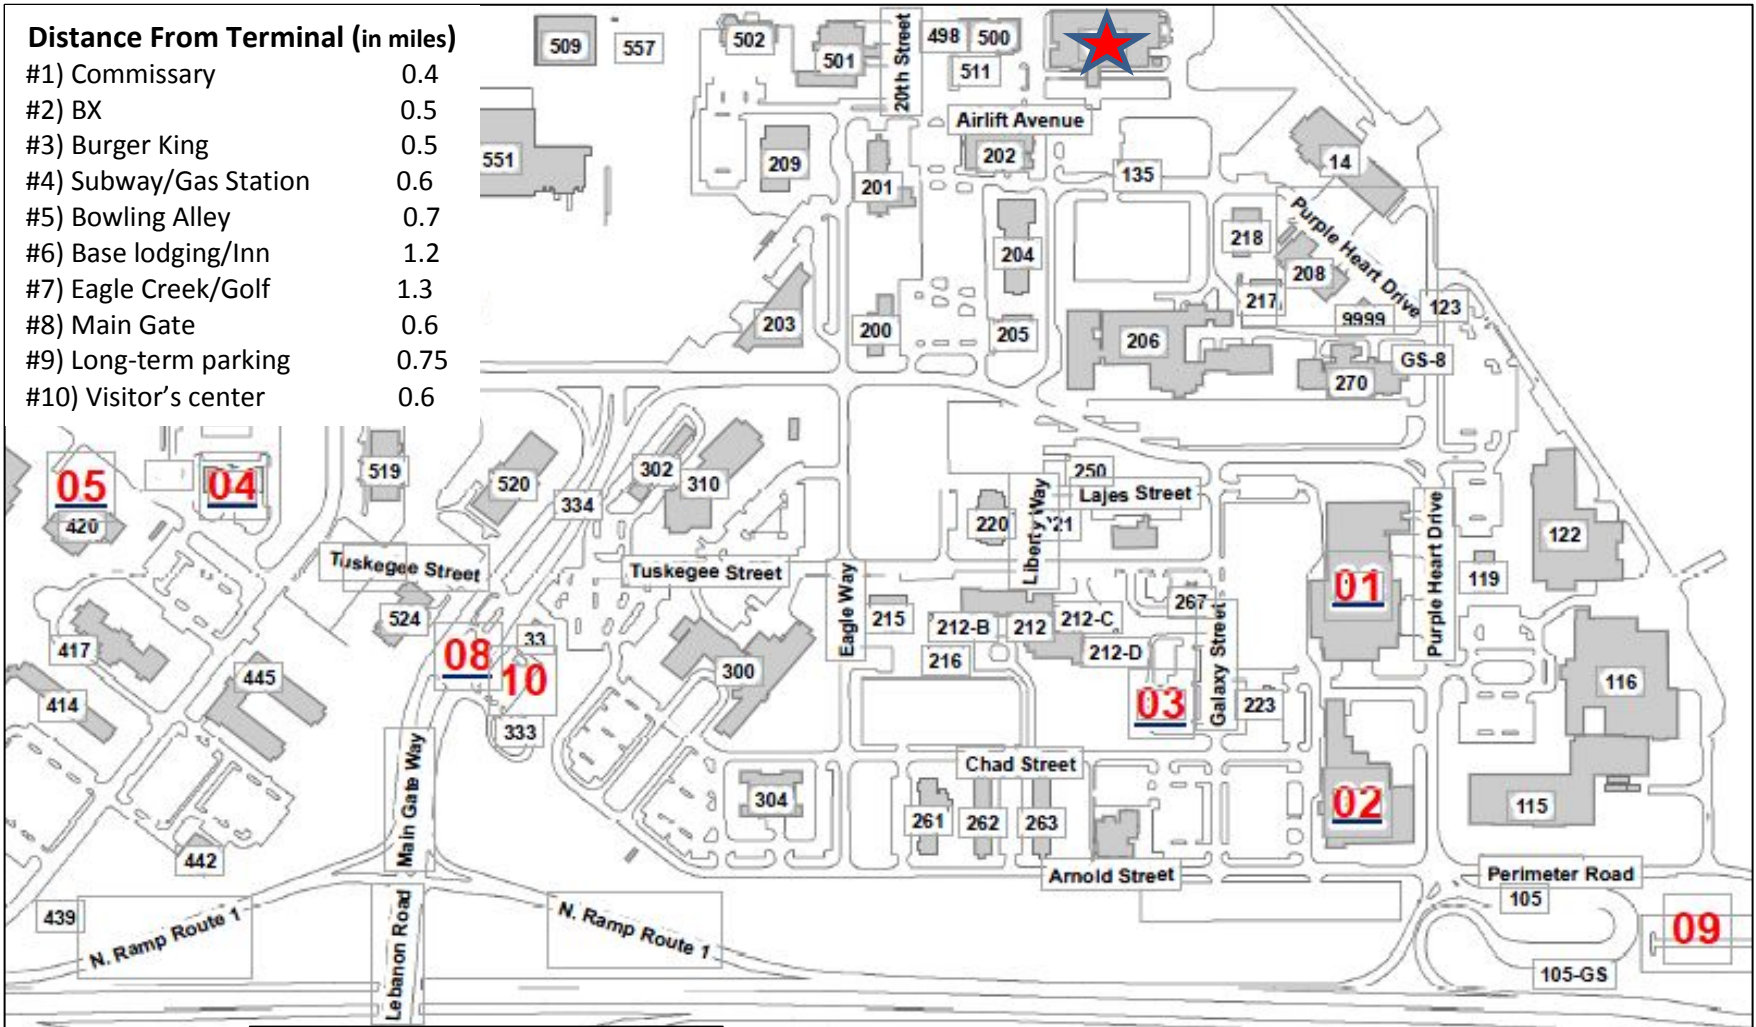 Distance From Terminal (in miles)
#1) Commissary 0.4
#2) BX 0.5
#3) Burger King 0.5
#4) Subway/Gas Station 0.6
#5) Bowling Alley 0.7
#6) Base lodging/Inn 1.2
#7) Eagle Creek/Golf 1.3
#8) Main Gate 0.6
#9) Long-term parking 0.75
#10) Visitor's center 0.6
509
557
502
501
20th Street
498
500
511
Airlift Avenue
551
209
201
202
135
14
Purple Heart Drive
218
204
208
217
9999
123
203
200
205
206
GS-8
270
05
420
04
519
520
302
310
334
250
Lajes Street
220
Liberty Way
221
01
Purple Heart Drive
122
119
Tuskegee Street
Tuskegee Street
Eagle Way
524
215
212-B
212
212-C
212-D
267
216
Galaxy Street
417
08
33
10
333
445
414
300
03
223
116
Main Gate Way
Chad Street
304
261
262
263
02
115
442
Arnold Street
Perimeter Road
105
439
N. Ramp Route 1
Lebanon Road
N. Ramp Route 1
09
105-GS